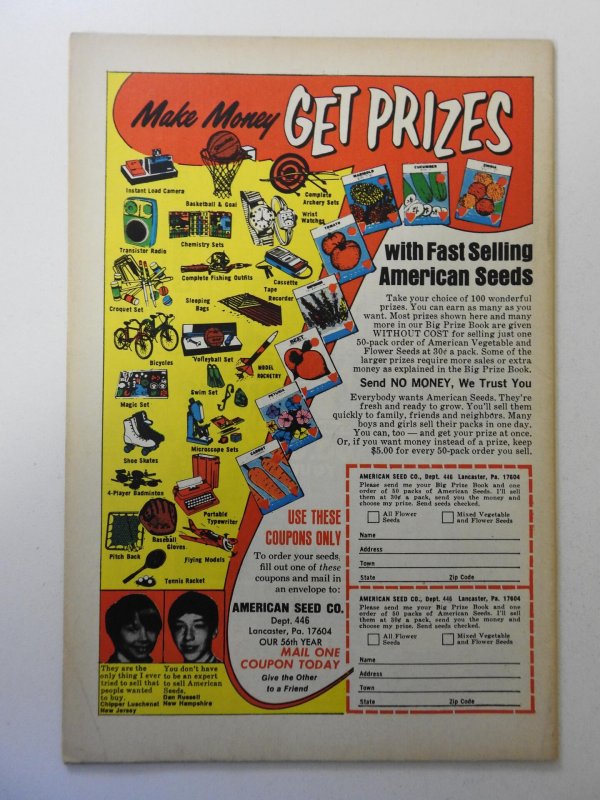 Make Money GET PRIZES
Instant Load Camera
Basketball & Goal
Complete
Archery Sets
Wrist
Watches
Transistor Radio
Chemistry Sets
Complete Fishing Outfits
Cassette
Tape
Recorder
Croquet Set
Sleeping
Bags
Bicycles
Volleyball Set
MODEL
ROCKETRY
Swim Set
Magic Set
Microscope Sets
Shoe Skates
4-Player Badminton
Portable
Typewriter
Baseball
Gloves
Pitch Back
Flying Models
Tennis Racket
MARIGOLD
CUCUMBER
ZINNIA
TOMATO
BEET
PETUNIA
CARROT
with Fast Selling
American Seeds
Take your choice of 100 wonderful
prizes. You can earn as many as you
want. Most prizes shown here and many
more in our Big Prize Book are given
WITHOUT COST for selling just one
50-pack order of American Vegetable and
Flower Seeds at 30¢ a pack. Some of the
larger prizes require more sales or extra
money as explained in the Big Prize Book.
Send NO MONEY, We Trust You
Everybody wants American Seeds. They're
fresh and ready to grow. You'll sell them
quickly to family, friends and neighbors. Many
boys and girls sell their packs in one day.
You can, too — and get your prize at once.
Or, if you want money instead of a prize, keep
$5.00 for every 50-pack order you sell.
USE THESE
COUPONS ONLY
To order your seeds,
fill out one of these
coupons and mail in
an envelope to:
AMERICAN SEED CO.
Dept. 446
Lancaster, Pa. 17604
OUR 56th YEAR
MAIL ONE
COUPON TODAY
Give the Other
to a Friend
AMERICAN SEED CO., Dept. 446 Lancaster, Pa. 17604
Please send me your Big Prize Book and one
order of 50 packs of American Seeds. I'll sell
them at 30¢ a pack, send you the money and
choose my prize. Send seeds checked.
All Flower
Seeds
Mixed Vegetable
and Flower Seeds
Name
Address
Town
State Zip Code
AMERICAN SEED CO., Dept. 446 Lancaster, Pa. 17604
Please send me your Big Prize Book and one
order of 50 packs of American Seeds. I'll sell
them at 30¢ a pack, send you the money and
choose my prize. Send seeds checked.
All Flower
Seeds
Mixed Vegetable
and Flower Seeds
Name
Address
Town
State Zip Code
They are the
only thing I ever
tried to sell that
people wanted
to buy.
Chipper Luschenat
New Jersey
You don't have
to be an expert
to sell American
Seeds.
Dan Russell
New Hampshire